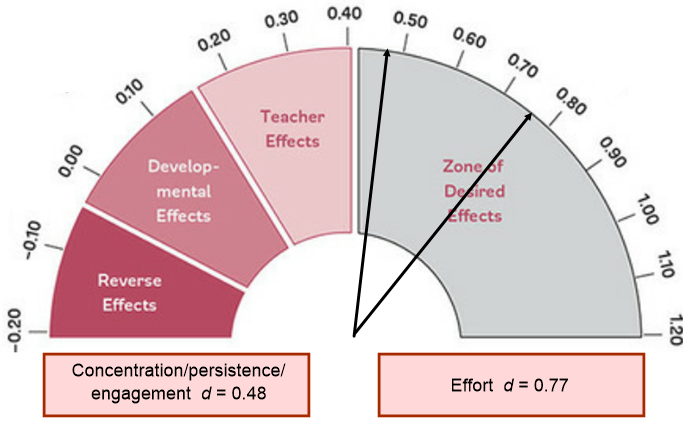 -0.20
-0.10
0.00
0.10
0.20
0.30
0.40
0.50
0.60
0.70
0.80
0.90
1.00
1.10
1.20
Reverse
Effects
Develop-
mental
Effects
Teacher
Effects
Zone of
Desired
Effects
Concentration/persistence/
engagement d = 0.48
Effort d = 0.77